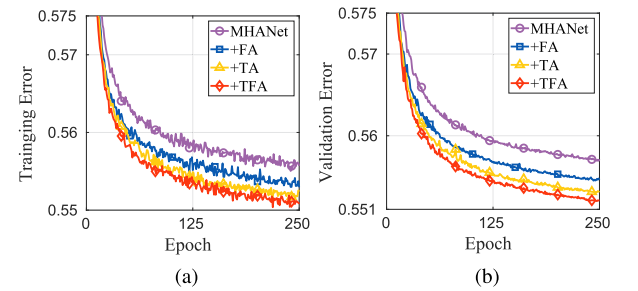 0.575
0.57
0.56
0.55
Trainging Error
MHANet
+FA
+TA
+TFA
0
125
250
Epoch
(a)
0.575
0.57
0.56
0.551
Validation Error
MHANet
+FA
+TA
+TFA
0
125
250
Epoch
(b)